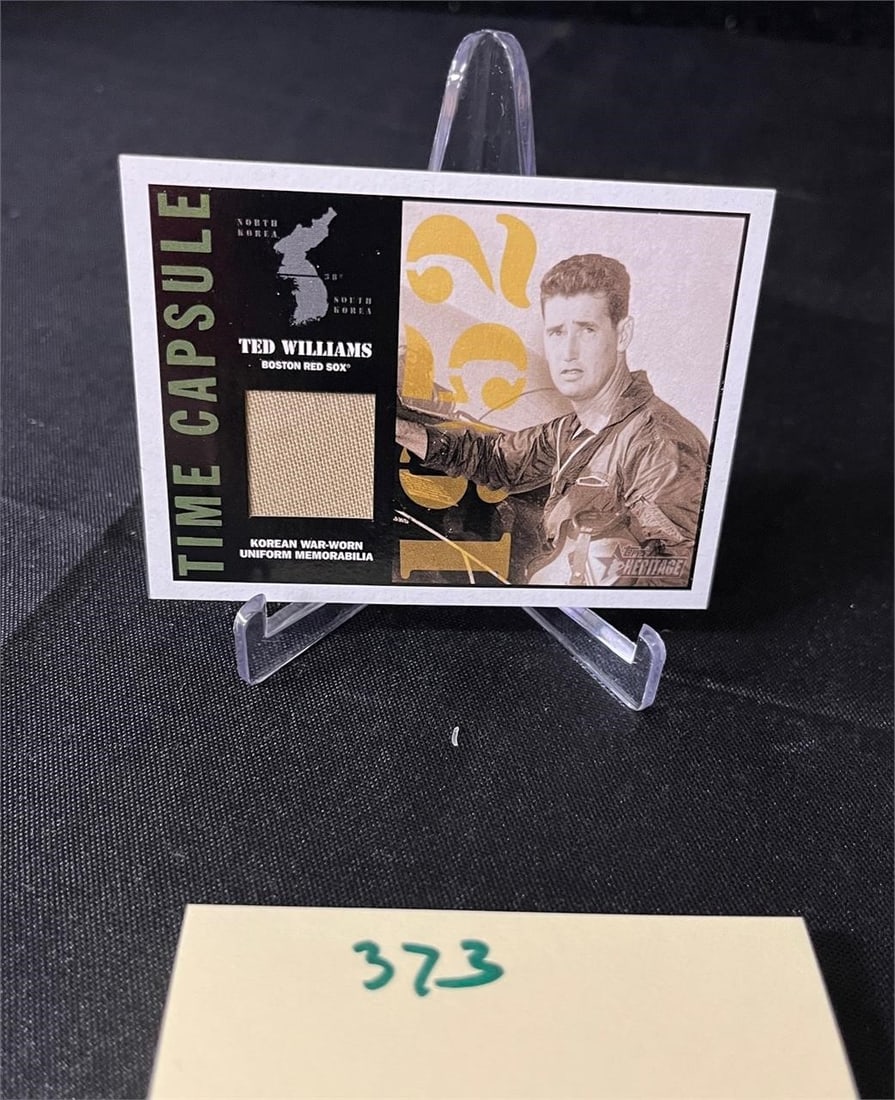 TIME CAPSULE
NORTH
KOREA
38°
SOUTH
KOREA
TED WILLIAMS
BOSTON RED SOX®
KOREAN WAR-WORN
UNIFORM MEMORABILIA
1952
TOPPS
HERITAGE
373